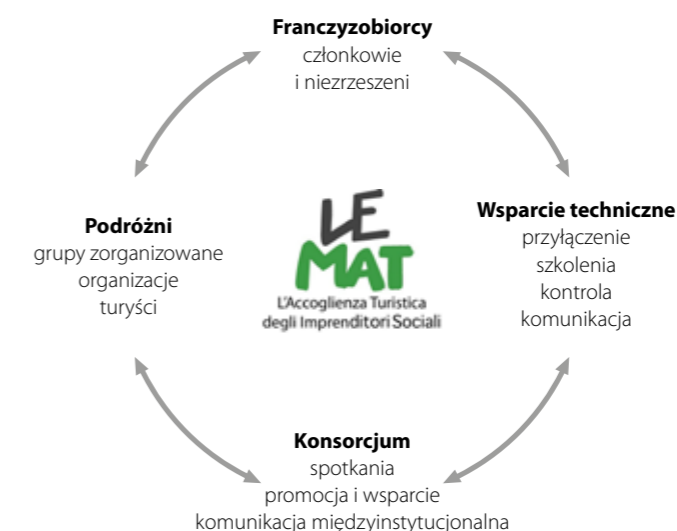 Franczyzobiorcy
członkowie
i niezrzeszeni
Podróżni
grupy zorganizowane
organizacje
turyści
LE
MAT
L'Accoglienza Turistica
degli Imprenditori Sociali
Wsparcie techniczne
przyłączenie
szkolenia
kontrola
komunikacja
Konsorcjum
spotkania
promocja i wsparcie
komunikacja międzyinstytucjonalna